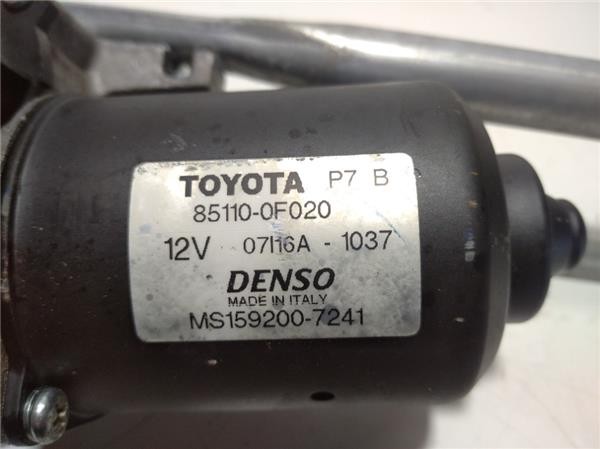 TOYOTA P7 B
85110-0F020
12V 07I16A - 1037
DENSO
MADE IN ITALY
MS159200-7241